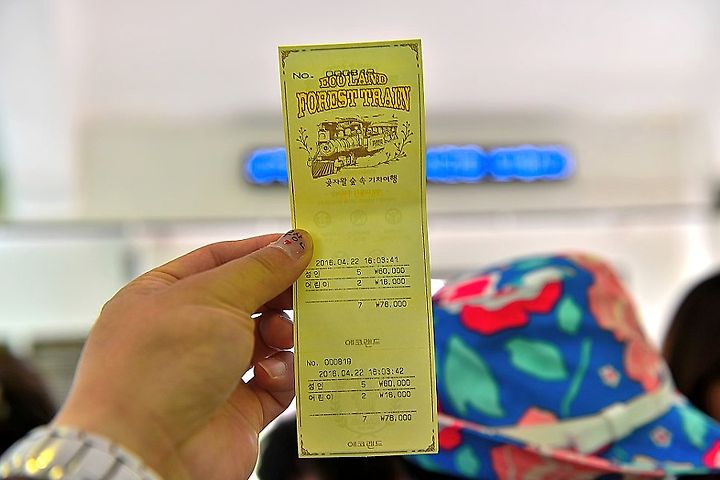 No.
ECO LAND
FOREST TRAIN
곶자왈 숲 속 기차여행
2016.04.22 16:03:41
성인 5 ₩60,000
어린이 2 ₩16,000
7 ₩76,000
에코랜드
No. 000819
2016.04.22 16:03:42
성인 5 ₩60,000
어린이 2 ₩16,000
7 ₩76,000
에코랜드